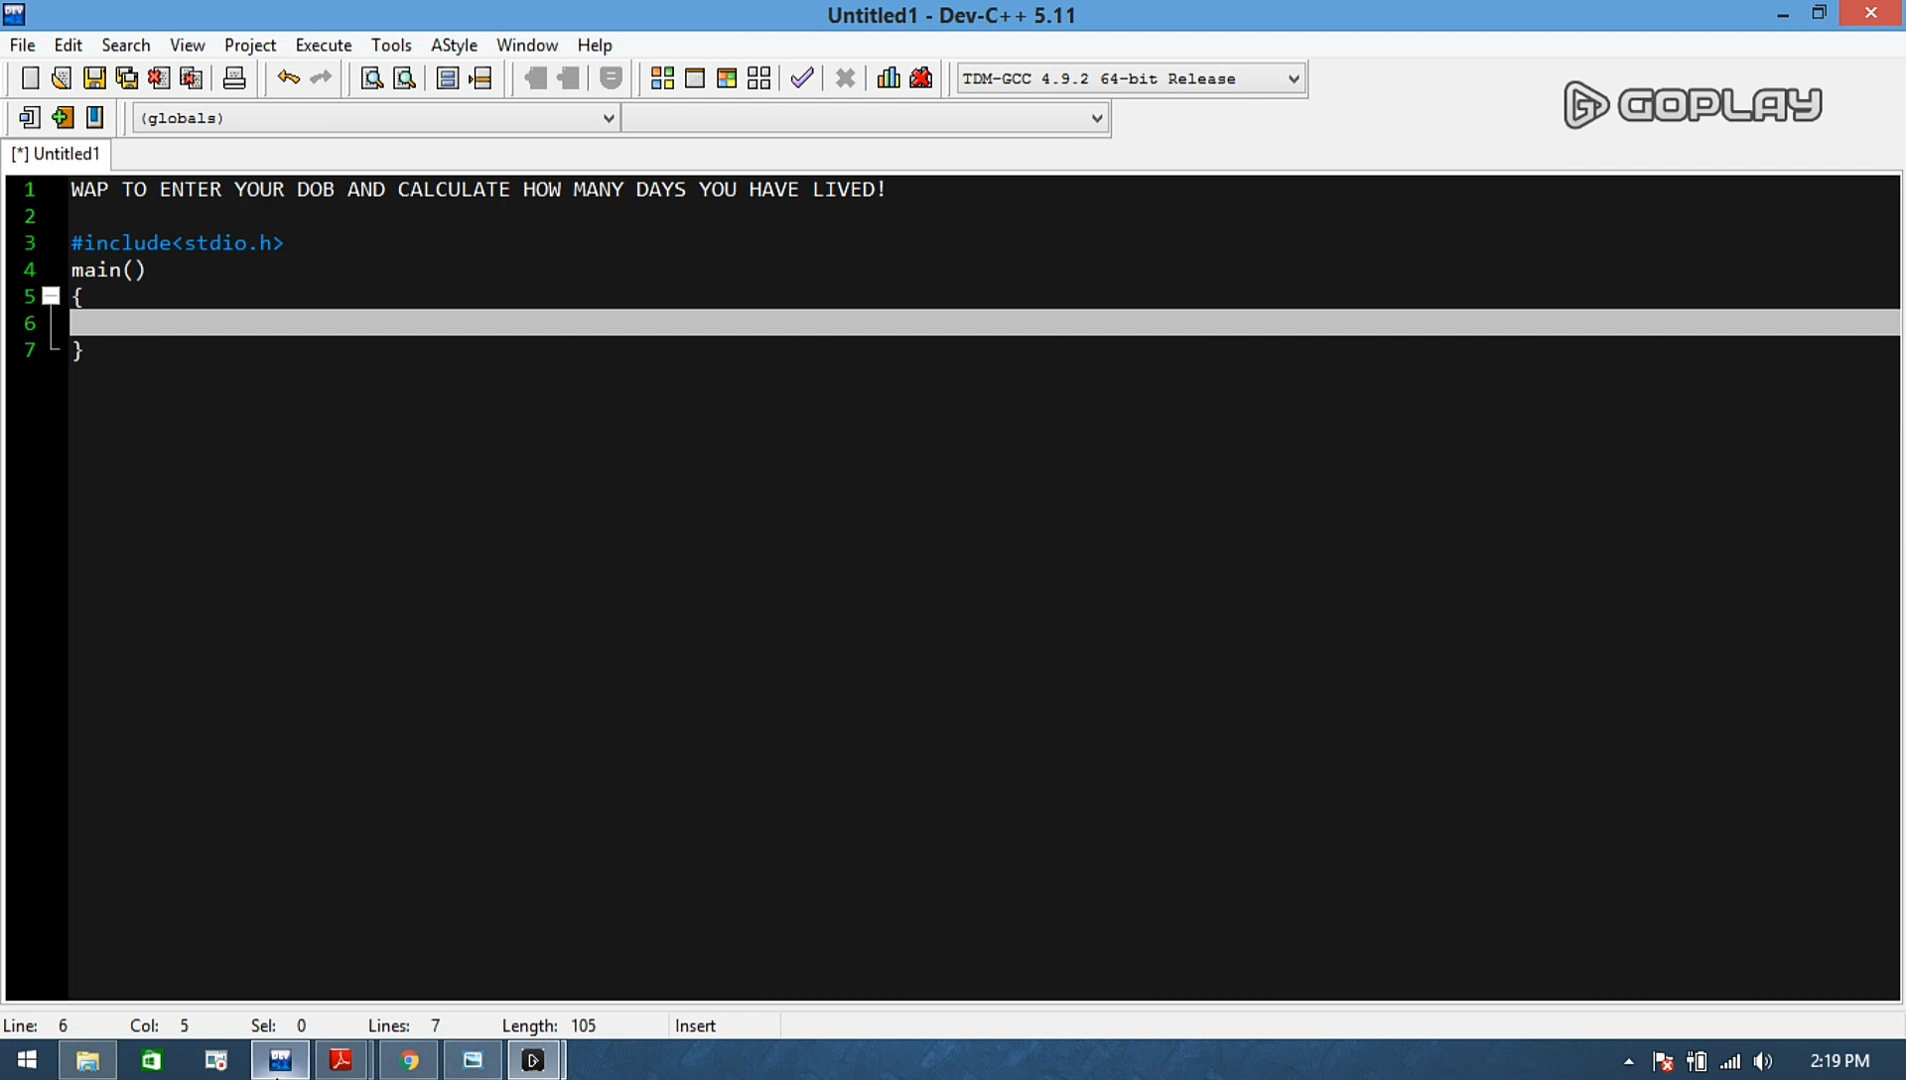 DEV
Untitled1 - Dev-C++ 5.11
File Edit Search View Project Execute Tools AStyle Window Help
TDM-GCC 4.9.2 64-bit Release
GOPLAY
(globals)
[*] Untitled1
1 WAP TO ENTER YOUR DOB AND CALCULATE HOW MANY DAYS YOU HAVE LIVED!
2
3 #include<stdio.h>
4 main()
5 {
6
7 }
Line: 6 Col: 5 Sel: 0 Lines: 7 Length: 105 Insert
DEV
2:19 PM